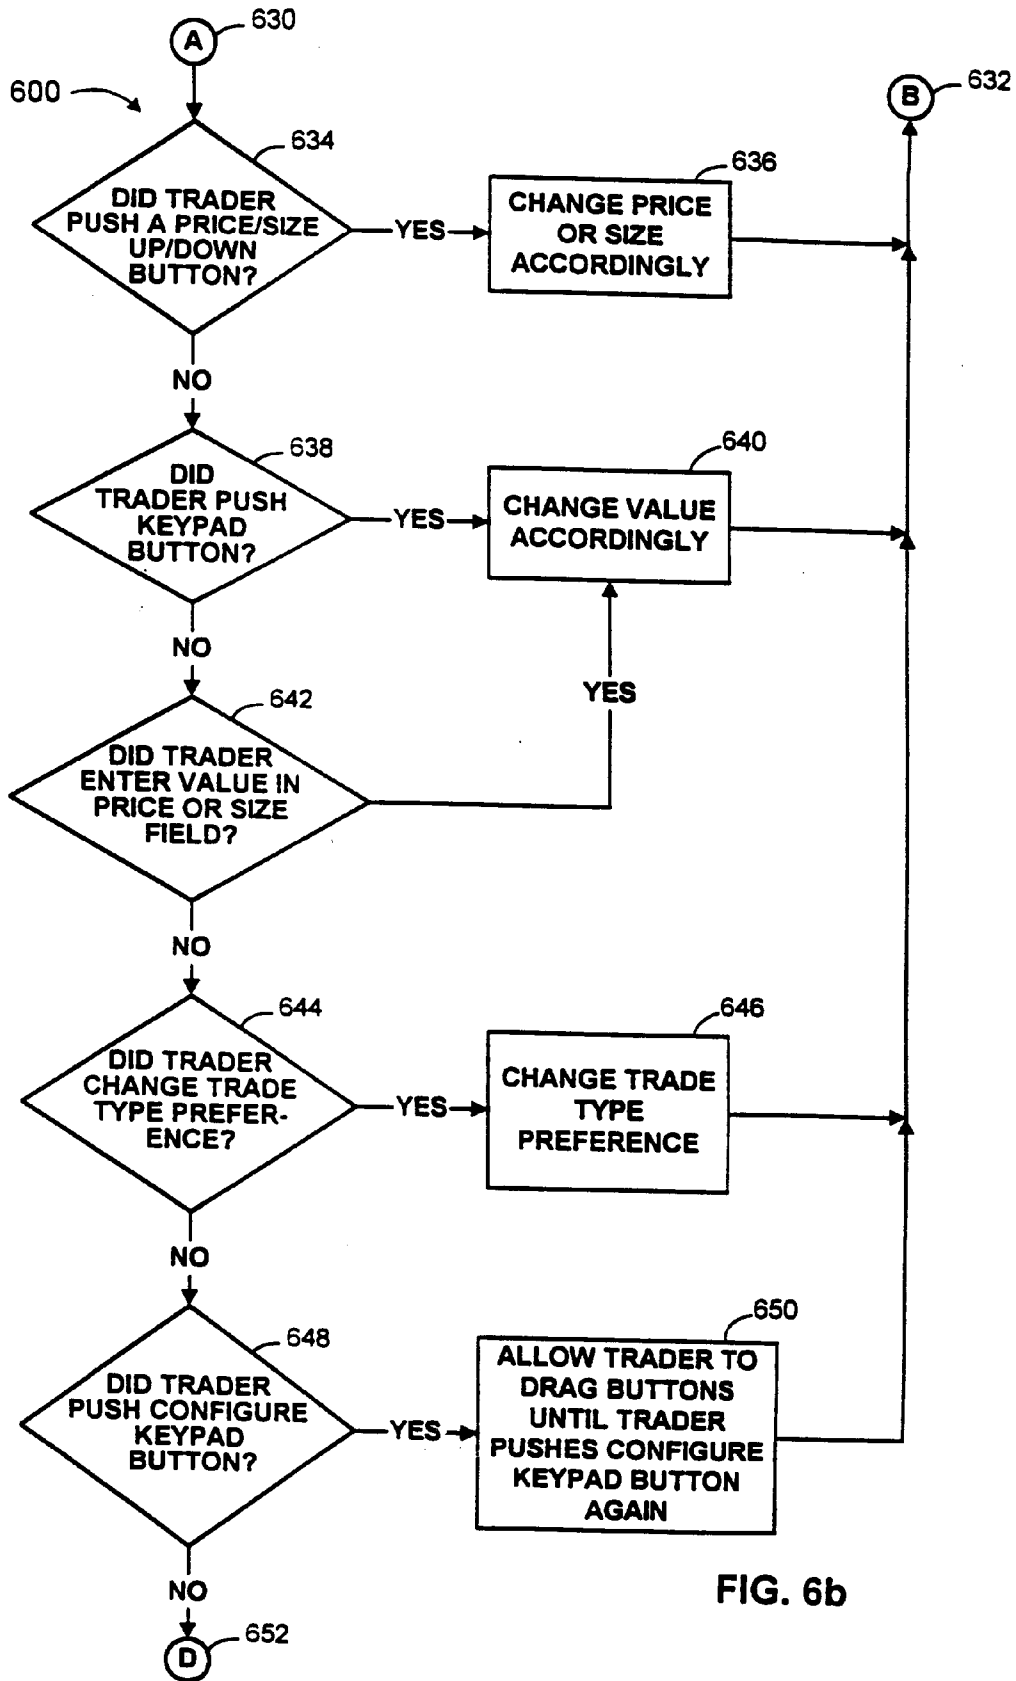 A
630
600
B
632
634
DID TRADER
PUSH A PRICE/SIZE
UP/DOWN
BUTTON?
YES
636
CHANGE PRICE
OR SIZE
ACCORDINGLY
NO
638
DID
TRADER PUSH
KEYPAD
BUTTON?
YES
640
CHANGE VALUE
ACCORDINGLY
NO
642
DID TRADER
ENTER VALUE IN
PRICE OR SIZE
FIELD?
YES
NO
644
DID TRADER
CHANGE TRADE
TYPE PREFER-
ENCE?
YES
646
CHANGE TRADE
TYPE
PREFERENCE
NO
648
DID TRADER
PUSH CONFIGURE
KEYPAD
BUTTON?
YES
650
ALLOW TRADER TO
DRAG BUTTONS
UNTIL TRADER
PUSHES CONFIGURE
KEYPAD BUTTON
AGAIN
NO
D
652
FIG. 6b